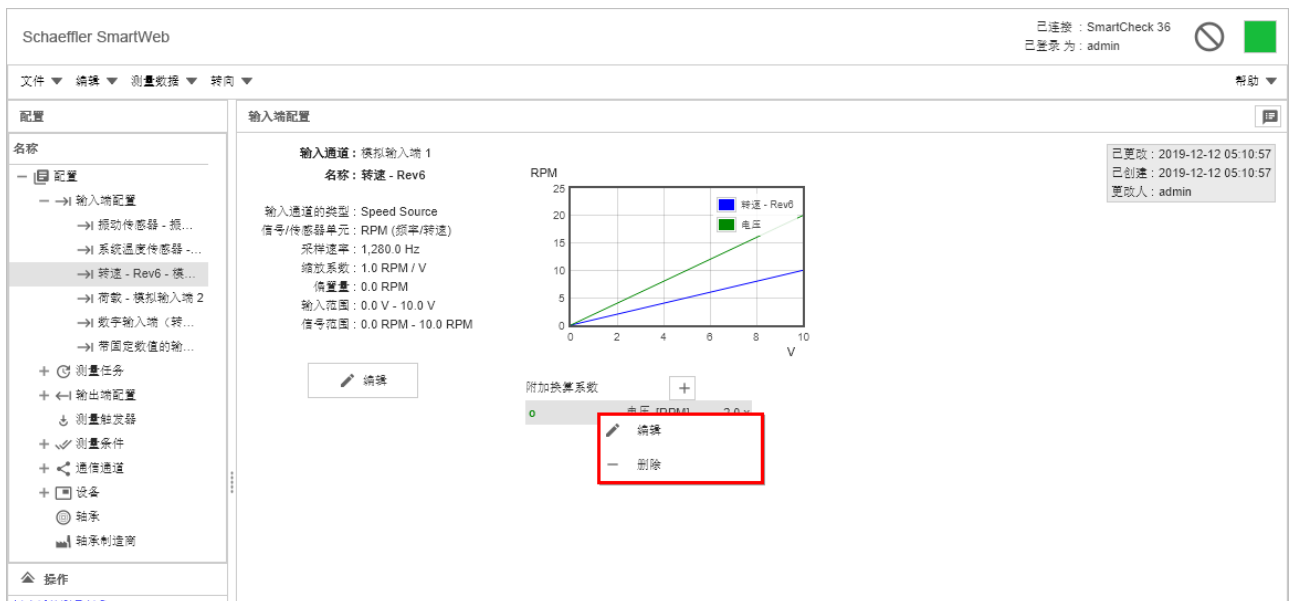 Schaeffler SmartWeb
已连接 : SmartCheck 36
已登录 为 : admin
文件 编辑 测量数据 转向 帮助
配置
名称
配置
输入端配置
振动传感器 - 振...
系统温度传感器 -...
转速 - Rev6 - 模...
荷载 - 模拟输入端 2
数字输入端（转...
带固定数值的输...
测量任务
输出端配置
测量触发器
测量条件
通信通道
设备
轴承
轴承制造商
操作
输入端配置
输入通道 : 模拟输入端 1
名称 : 转速 - Rev6
输入通道的类型 : Speed Source
信号/传感器单元 : RPM (频率/转速)
采样速率 : 1,280.0 Hz
缩放系数 : 1.0 RPM / V
偏置量 : 0.0 RPM
输入范围 : 0.0 V - 10.0 V
信号范围 : 0.0 RPM - 10.0 RPM
编辑
RPM
25
20
15
10
5
0
0 2 4 6 8 10
V
转速 - Rev6
电压
附加换算系数 +
o 电压 [RPM] 2.0 x
编辑
删除
已更改 : 2019-12-12 05:10:57
已创建 : 2019-12-12 05:10:57
更改人 : admin